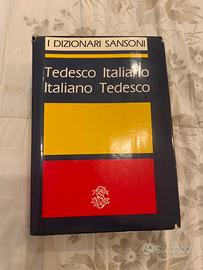 I DIZIONARI SANSONI
Tedesco Italiano
Italiano Tedesco